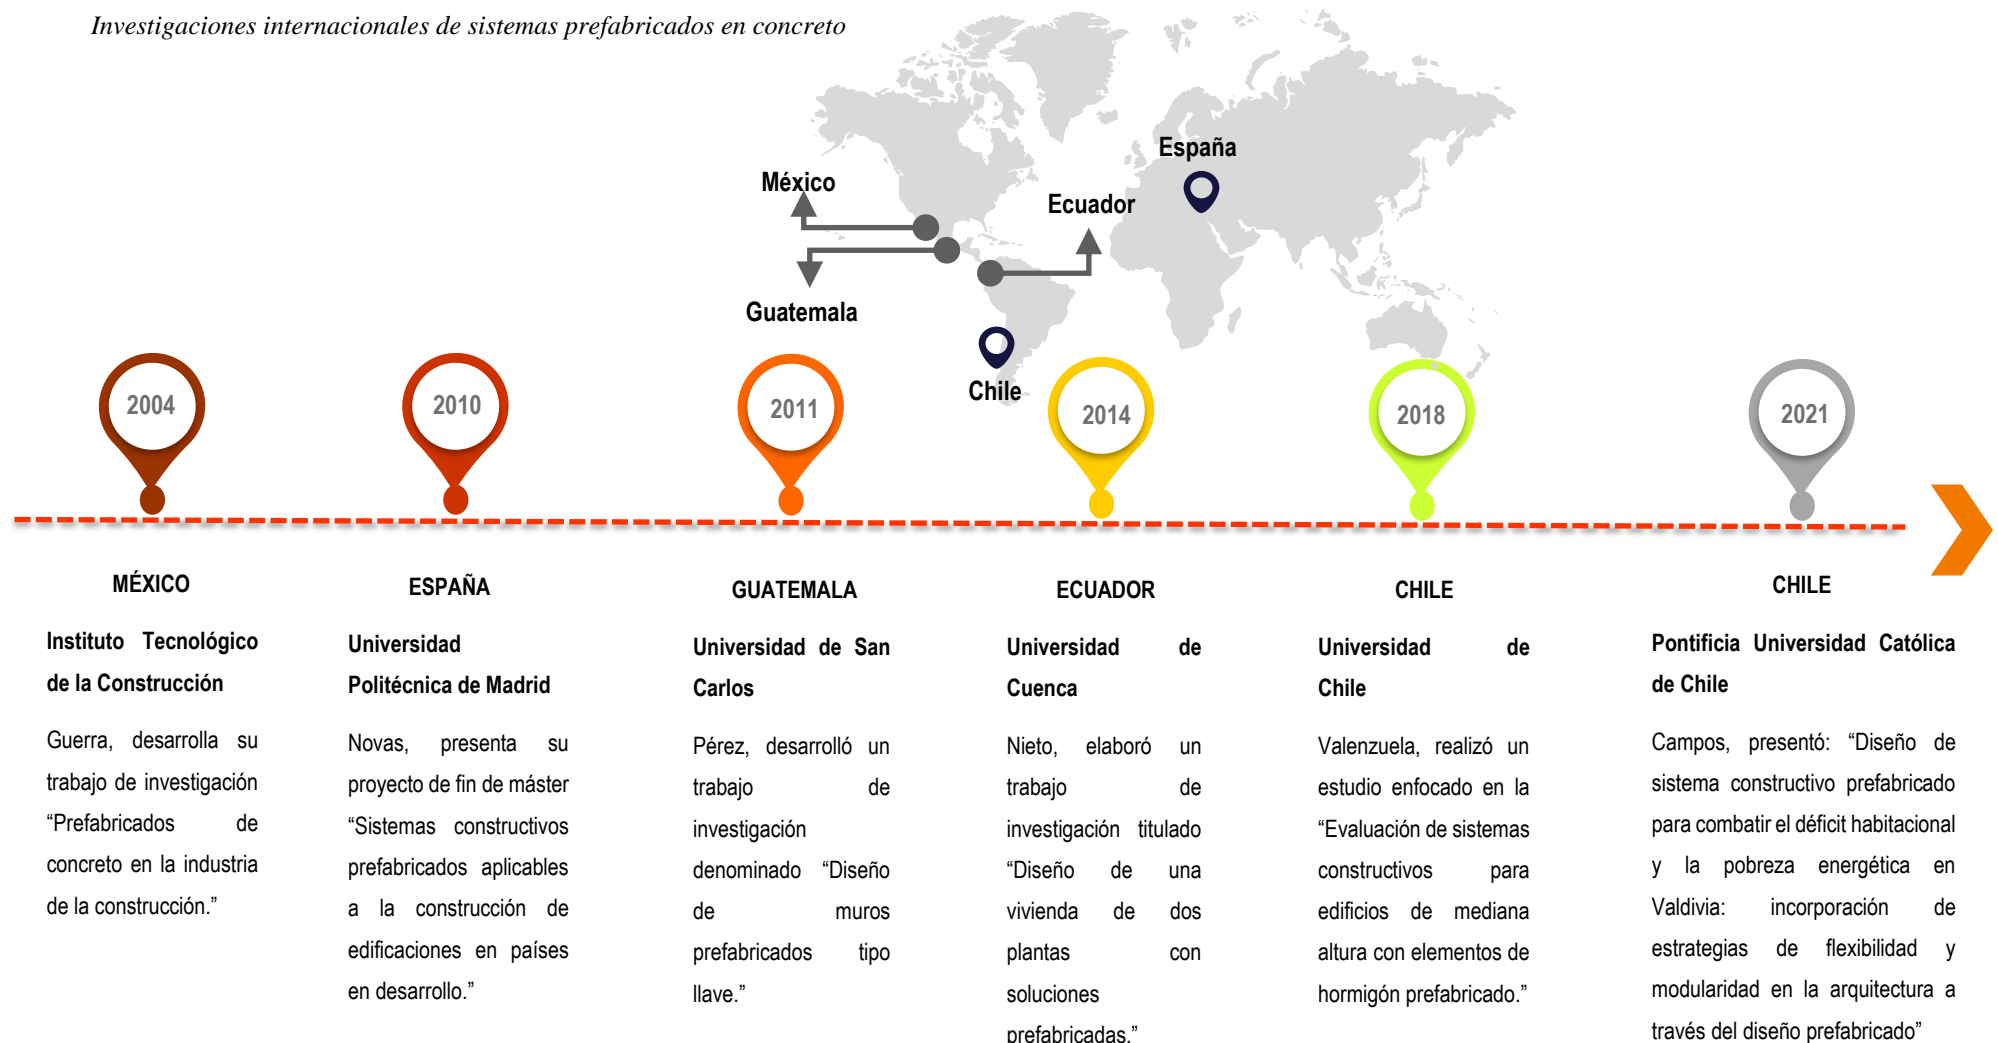 Investigaciones internacionales de sistemas prefabricados en concreto
España
México
Ecuador
Guatemala
Chile
2004
2010
2011
2014
2018
2021
MÉXICO
Instituto Tecnológico
de la Construcción
Guerra, desarrolla su
trabajo de investigación
“Prefabricados de
concreto en la industria
de la construcción.”
ESPAÑA
Universidad
Politécnica de Madrid
Novas, presenta su
proyecto de fin de máster
“Sistemas constructivos
prefabricados aplicables
a la construcción de
edificaciones en países
en desarrollo.”
GUATEMALA
Universidad de San
Carlos
Pérez, desarrolló un
trabajo de
investigación
denominado “Diseño
de muros
prefabricados tipo
llave.”
ECUADOR
Universidad de
Cuenca
Nieto, elaboró un
trabajo de
investigación titulado
“Diseño de una
vivienda de dos
plantas con
soluciones
prefabricadas.”
CHILE
Universidad de
Chile
Valenzuela, realizó un
estudio enfocado en la
“Evaluación de sistemas
constructivos para
edificios de mediana
altura con elementos de
hormigón prefabricado.”
CHILE
Pontificia Universidad Católica
de Chile
Campos, presentó: “Diseño de
sistema constructivo prefabricado
para combatir el déficit habitacional
y la pobreza energética en
Valdivia: incorporación de
estrategias de flexibilidad y
modularidad en la arquitectura a
través del diseño prefabricado”